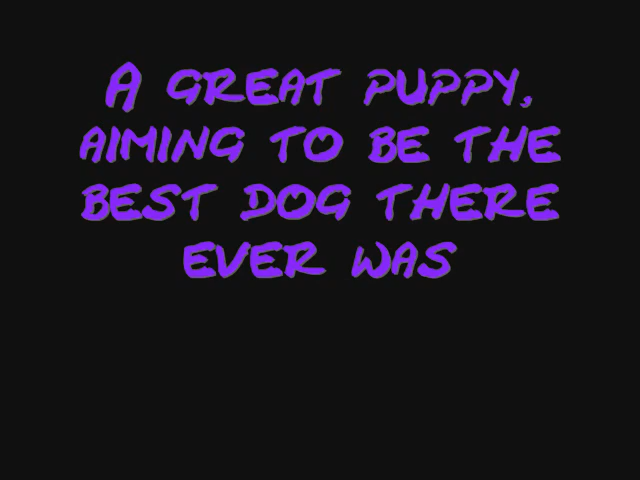 A GREAT PUPPY,
AIMING TO BE THE
BEST DOG THERE
EVER WAS